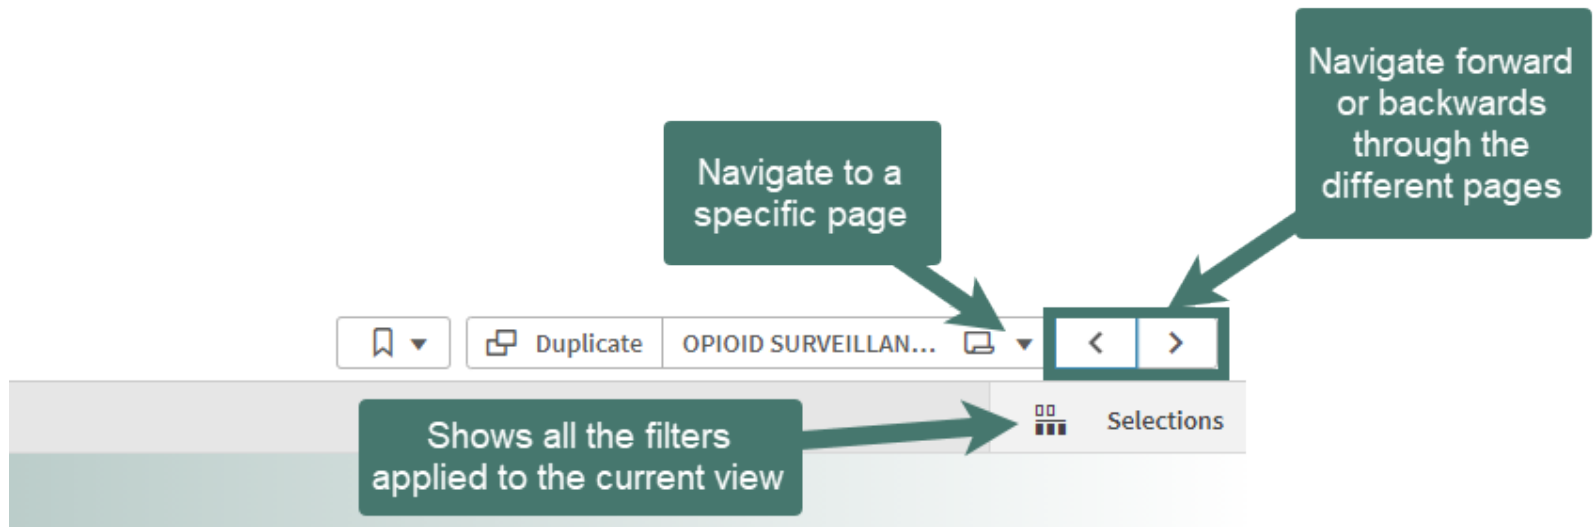 Navigate forward
or backwards
through the
different pages
Navigate to a
specific page
Duplicate
OPIOID SURVEILLAN...
Shows all the filters
applied to the current view
Selections